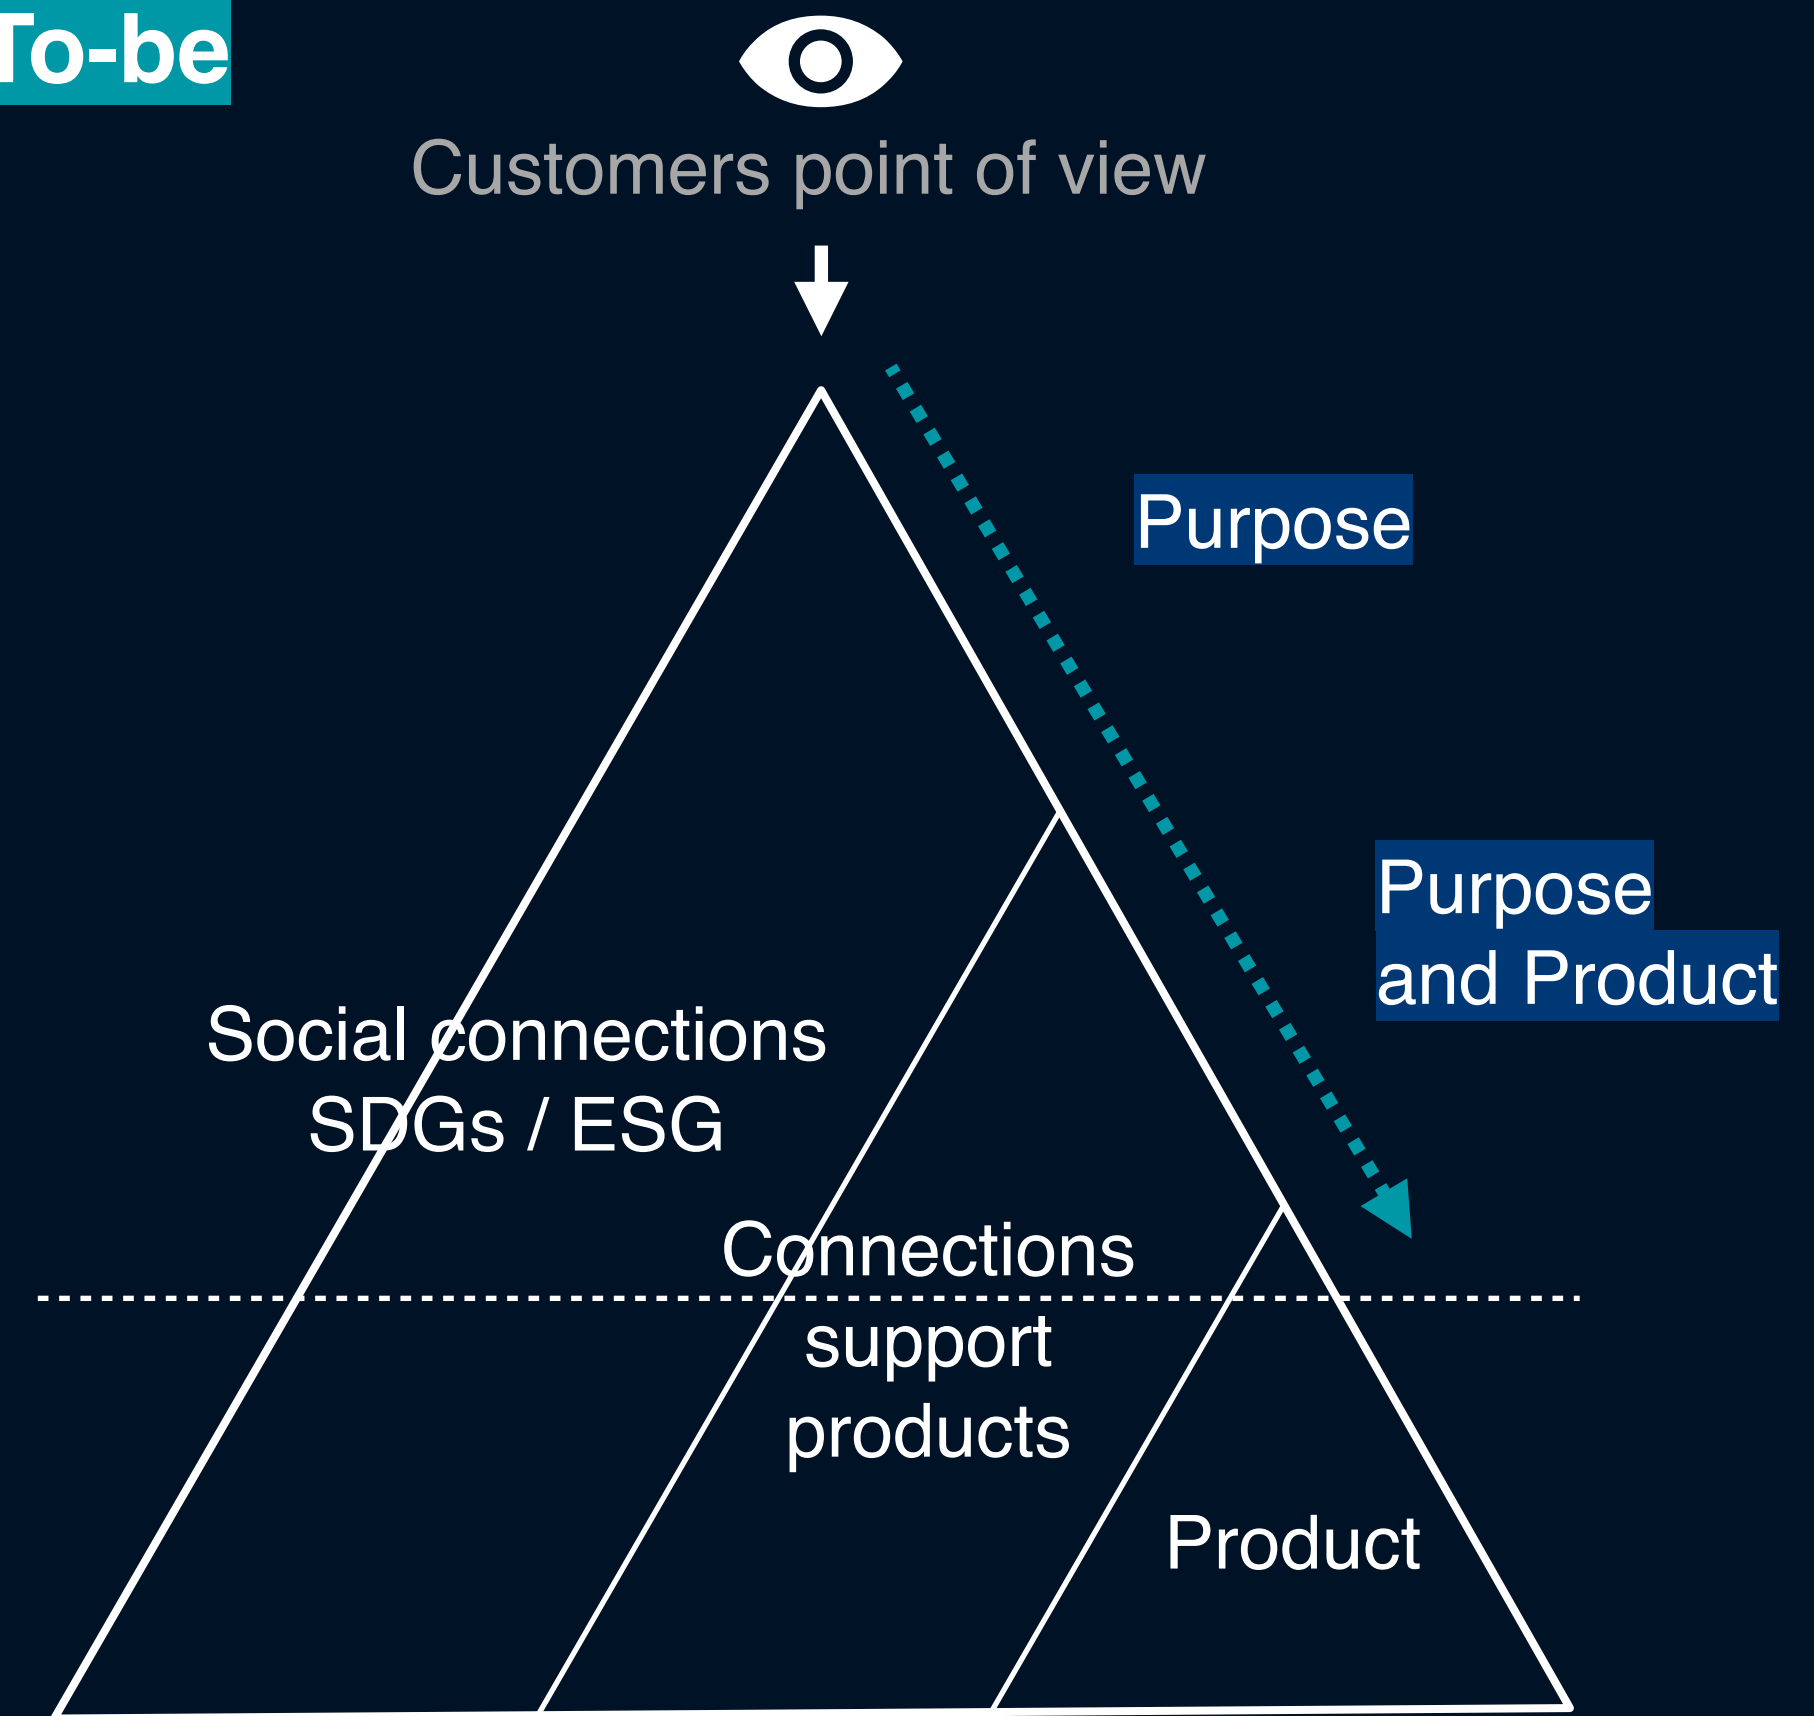 To-be
Customers point of view
Purpose
Purpose
and Product
Social connections
SDGs / ESG
Connections
support
products
Product